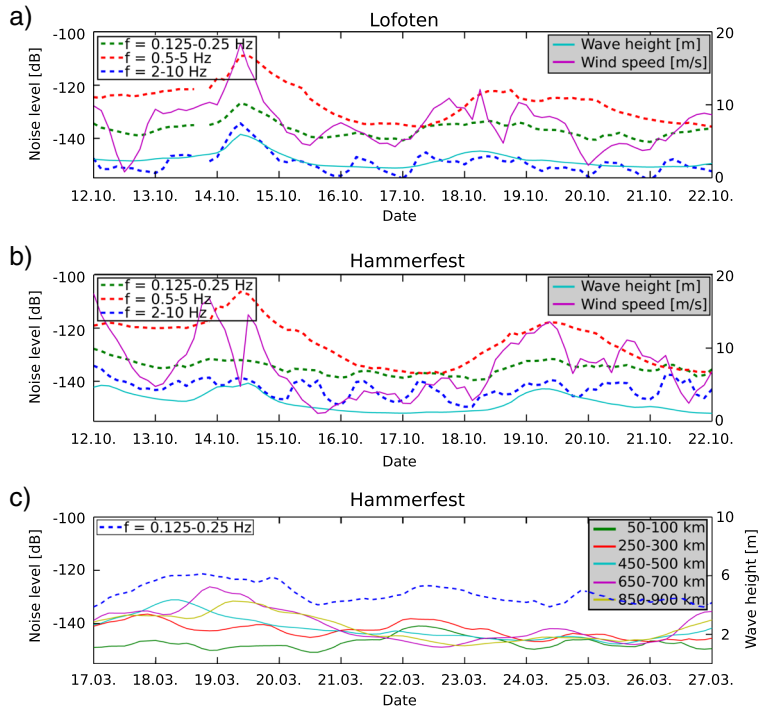 a)
Lofoten
-100
-120
-140
Noise level [dB]
f = 0.125-0.25 Hz
f = 0.5-5 Hz
f = 2-10 Hz
Wave height [m]
Wind speed [m/s]
20
10
0
12.10. 13.10. 14.10. 15.10. 16.10. 17.10. 18.10. 19.10. 20.10. 21.10. 22.10.
Date
b)
Hammerfest
-100
-120
-140
Noise level [dB]
f = 0.125-0.25 Hz
f = 0.5-5 Hz
f = 2-10 Hz
Wave height [m]
Wind speed [m/s]
20
10
0
12.10. 13.10. 14.10. 15.10. 16.10. 17.10. 18.10. 19.10. 20.10. 21.10. 22.10.
Date
c)
Hammerfest
-100
-120
-140
Noise level [dB]
f = 0.125-0.25 Hz
50-100 km
250-300 km
450-500 km
650-700 km
850-900 km
10
6
2
Wave height [m]
17.03. 18.03. 19.03. 20.03. 21.03. 22.03. 23.03. 24.03. 25.03. 26.03. 27.03.
Date